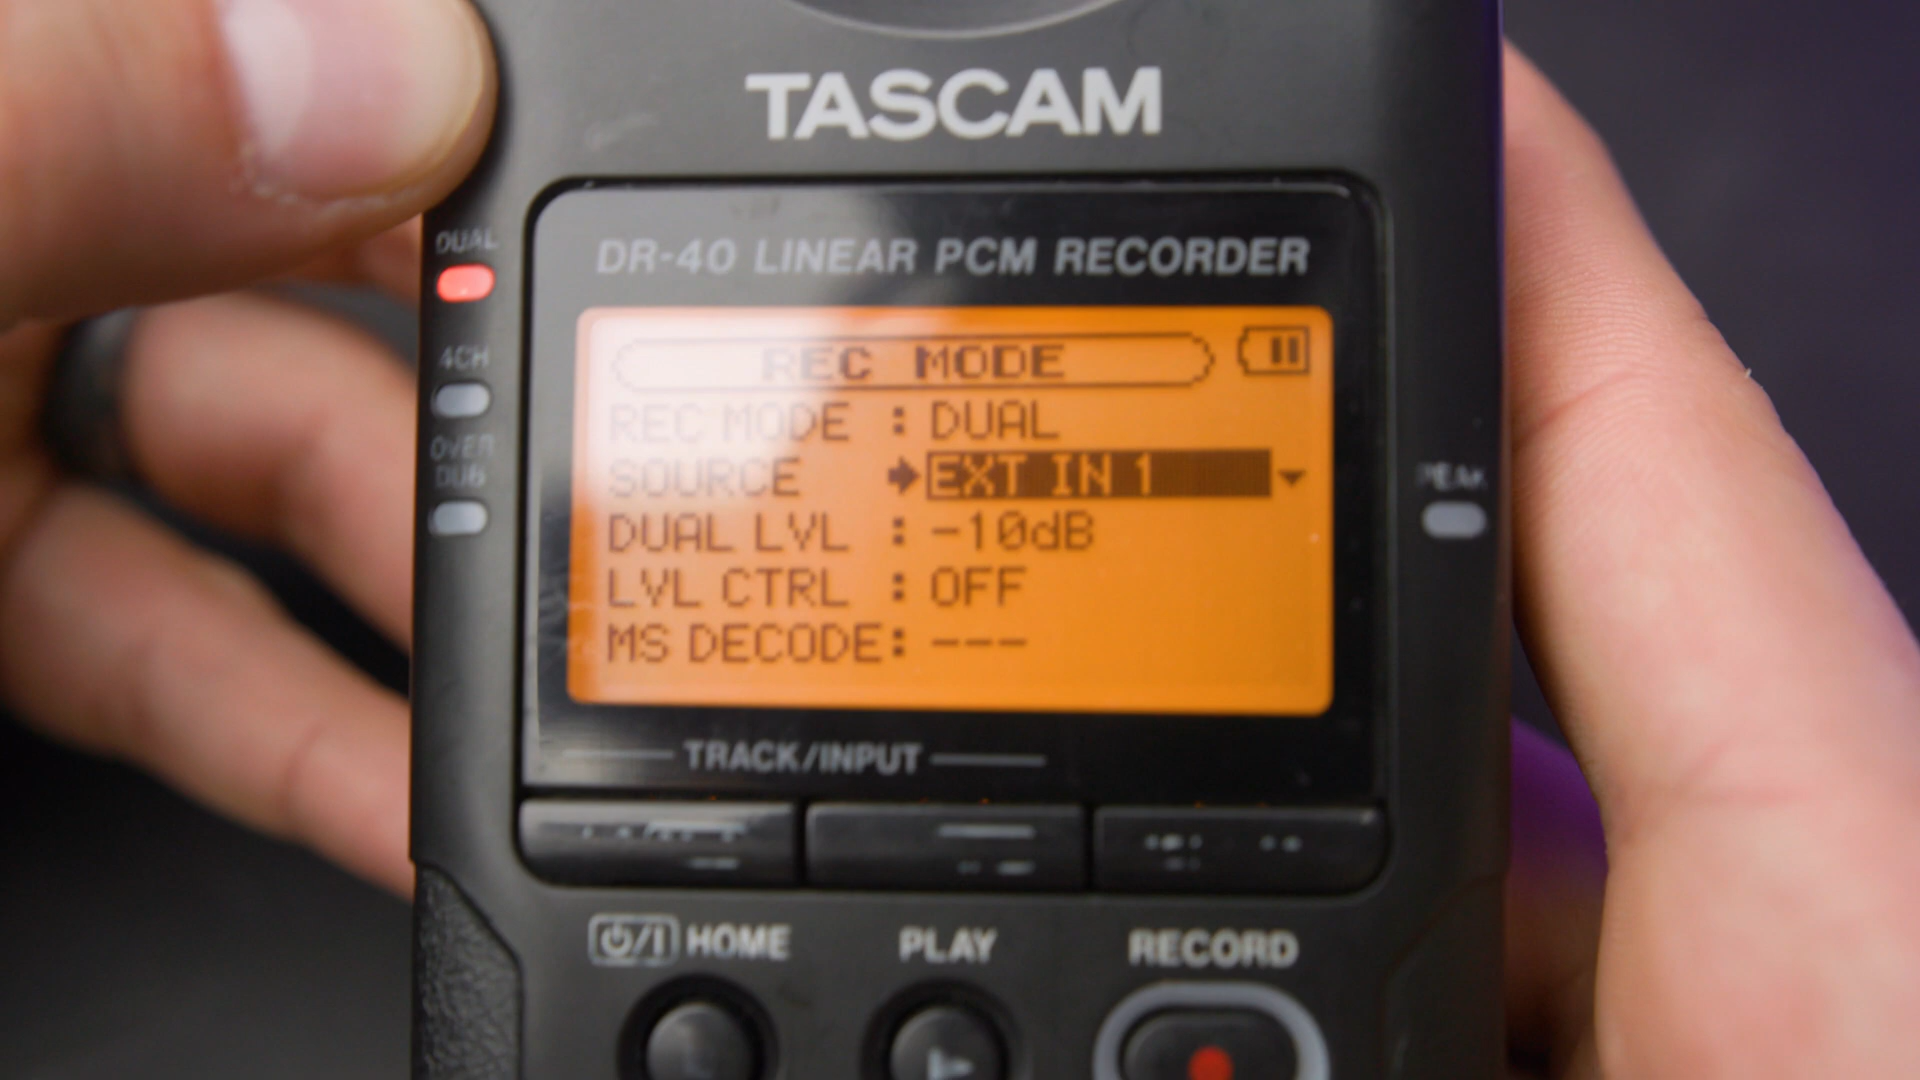 TASCAM
DUAL
DR-40 LINEAR PCM RECORDER
4CH
OVER
DUB
REC MODE
REC MODE : DUAL
SOURCE ➔ EXT IN 1
DUAL LVL : -10dB
LVL CTRL : OFF
MS DECODE: ---
PEAK
TRACK/INPUT
⏻/I HOME
PLAY
RECORD